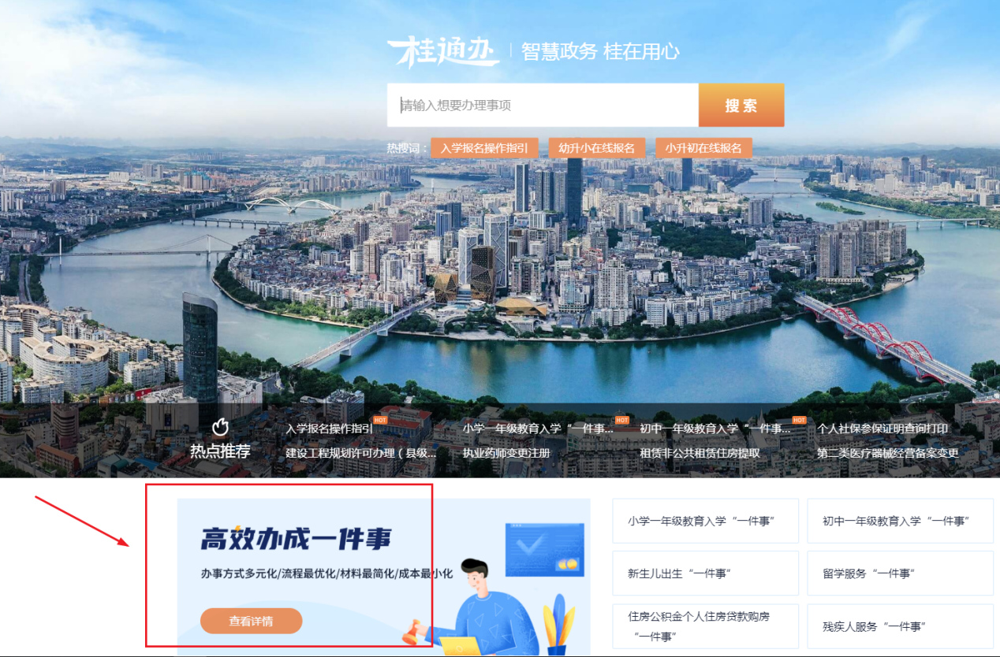 桂通办 智慧政务 桂在用心
请输入想要办理事项 搜索
热搜词： 入学报名操作指引 幼升小在线报名 小升初在线报名
热点推荐
入学报名操作指引 HOT 小学一年级教育入学“一件事... HOT 初中一年级教育入学“一件事... HOT 个人社保参保证明查询打印
建设工程规划许可办理（县级... 执业药师变更注册 租赁非公共租赁住房提取 第二类医疗器械经营备案变更
高效办成一件事
办事方式多元化/流程最优化/材料最简化/成本最小化
查看详情
小学一年级教育入学“一件事” 初中一年级教育入学“一件事”
新生儿出生“一件事” 留学服务“一件事”
住房公积金个人住房贷款购房
“一件事”
残疾人服务“一件事”